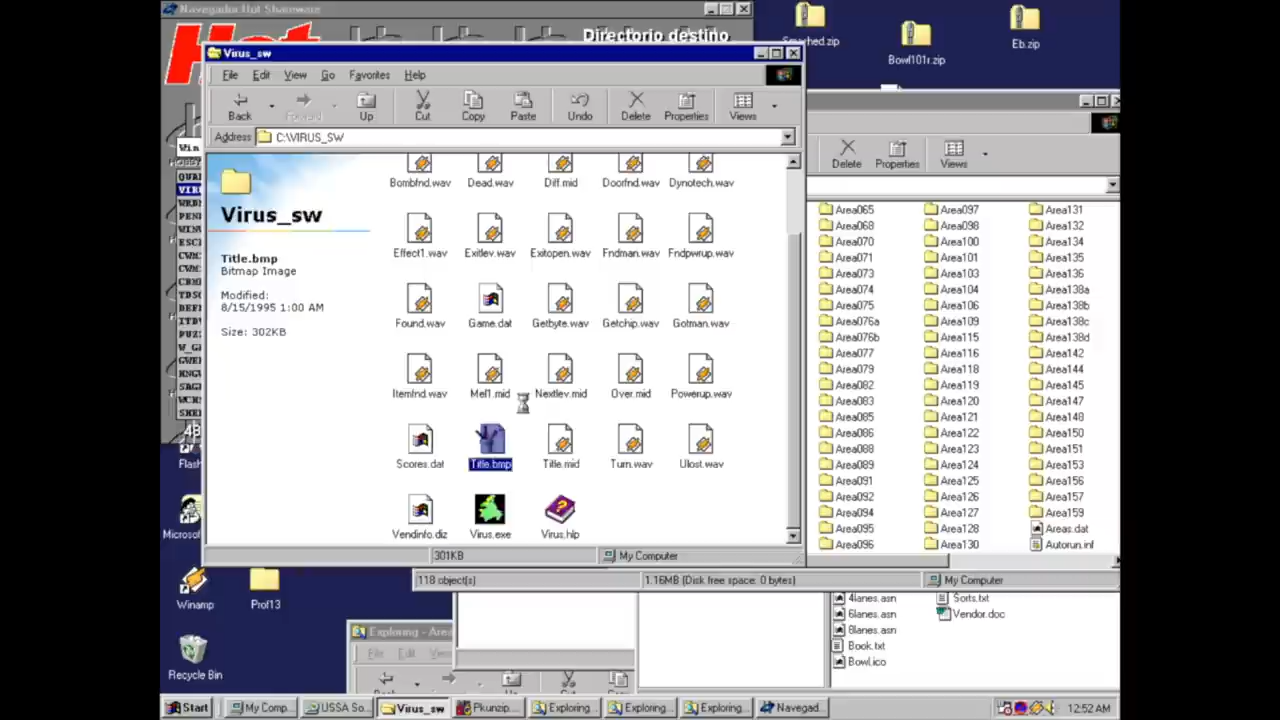 Navegador Hot Shareware
Directorio destino
Smashed.zip
Bowl101r.zip
Eb.zip
Virus_sw
File Edit View Go Favorites Help
Back Forward Up Cut Copy Paste Undo Delete Properties Views
Address C:\VIRUS_SW
Virus_sw
Title.bmp
Bitmap Image
Modified:
8/15/1995 1:00 AM
Size: 302KB
Bombfnd.wav Dead.wav Diff.mid Doorfnd.wav Dynotech.wav
Effect1.wav Exitlev.wav Exitopen.wav Fndman.wav Fndpwrup.wav
Found.wav Game.dat Getbyte.wav Getchip.wav Gotman.wav
Itemfnd.wav Mel1.mid Nextlev.mid Over.mid Powerup.wav
Scores.dat Title.bmp Title.mid Turn.wav Ulost.wav
Vendinfo.diz Virus.exe Virus.hlp
301KB My Computer
Delete Properties Views
Area065 Area097 Area131
Area068 Area098 Area132
Area070 Area100 Area134
Area071 Area101 Area135
Area073 Area103 Area136
Area074 Area104 Area138a
Area075 Area106 Area138b
Area076a Area109 Area138c
Area076b Area115 Area138d
Area077 Area116 Area142
Area079 Area118 Area144
Area082 Area119 Area145
Area083 Area120 Area147
Area085 Area121 Area148
Area086 Area122 Area150
Area088 Area123 Area151
Area089 Area124 Area153
Area091 Area125 Area156
Area092 Area126 Area157
Area094 Area127 Area159
Area095 Area128 Areas.dat
Area096 Area130 Autorun.inf
118 object(s) 1.16MB (Disk free space: 0 bytes) My Computer
4lanes.asn Sorts.txt
6lanes.asn Vendor.doc
8lanes.asn
Book.txt
Bowl.ico
Flash
Microsof
Winamp Prof13
Recycle Bin
Exploring - Area
File Edit View
Back Up Cut
Start My Comp... USSA So... Virus_sw Pkunzip... Exploring... Exploring... Exploring... Navegad... 12:52 AM